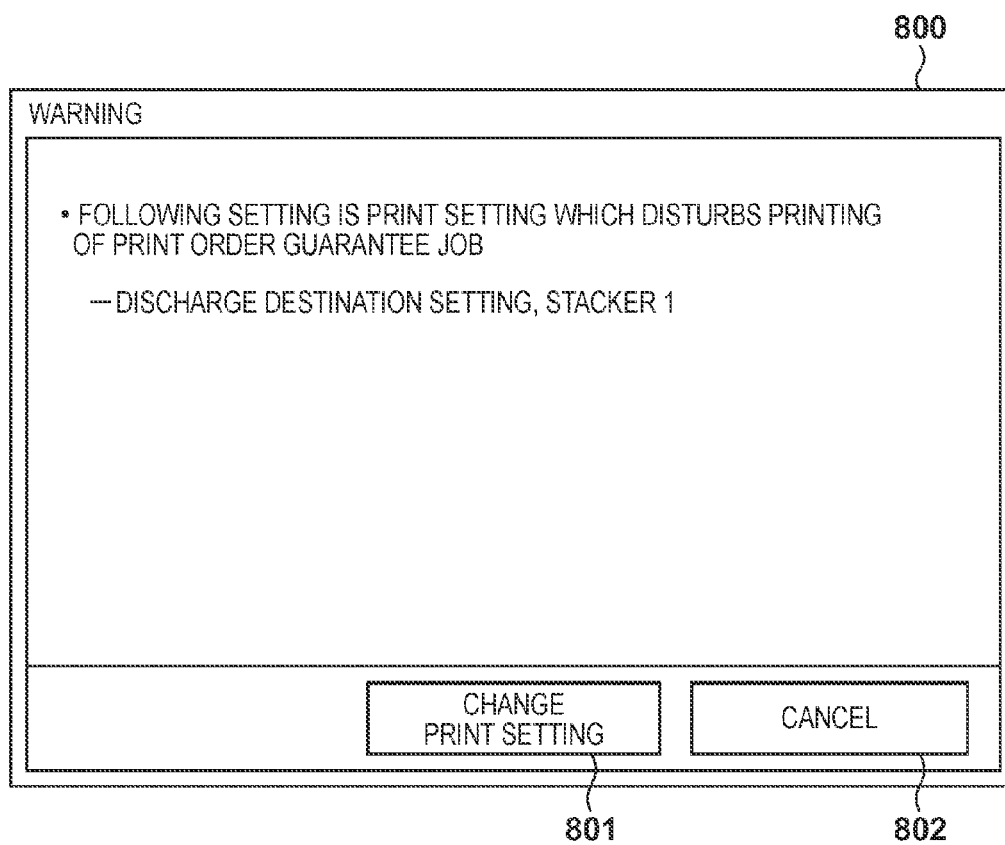 800
WARNING
• FOLLOWING SETTING IS PRINT SETTING WHICH DISTURBS PRINTING
OF PRINT ORDER GUARANTEE JOB
— DISCHARGE DESTINATION SETTING, STACKER 1
CHANGE
PRINT SETTING
CANCEL
801
802